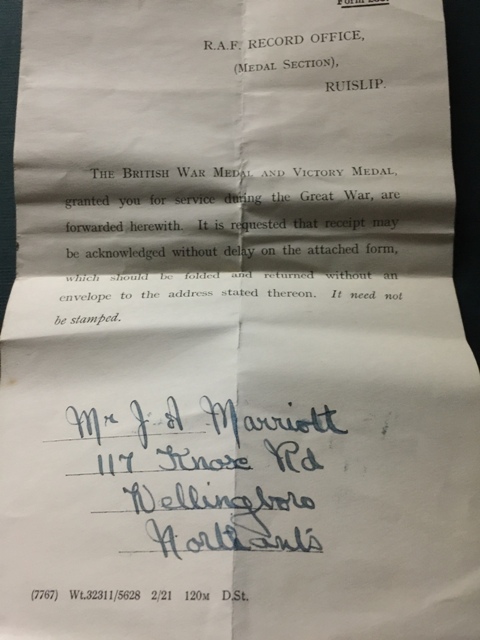 R.A.F. RECORD OFFICE,
(MEDAL SECTION),
RUISLIP.
THE BRITISH WAR MEDAL AND VICTORY MEDAL,
granted you for service during the Great War, are
forwarded herewith. It is requested that receipt may
be acknowledged without delay on the attached form,
which should be folded and returned without an
envelope to the address stated thereon. It need not
be stamped.
Mr J. A Marriott
117 Knox Rd
Wellingboro
Northants
(7767) Wt.32311/5628 2/21 120M D.St.